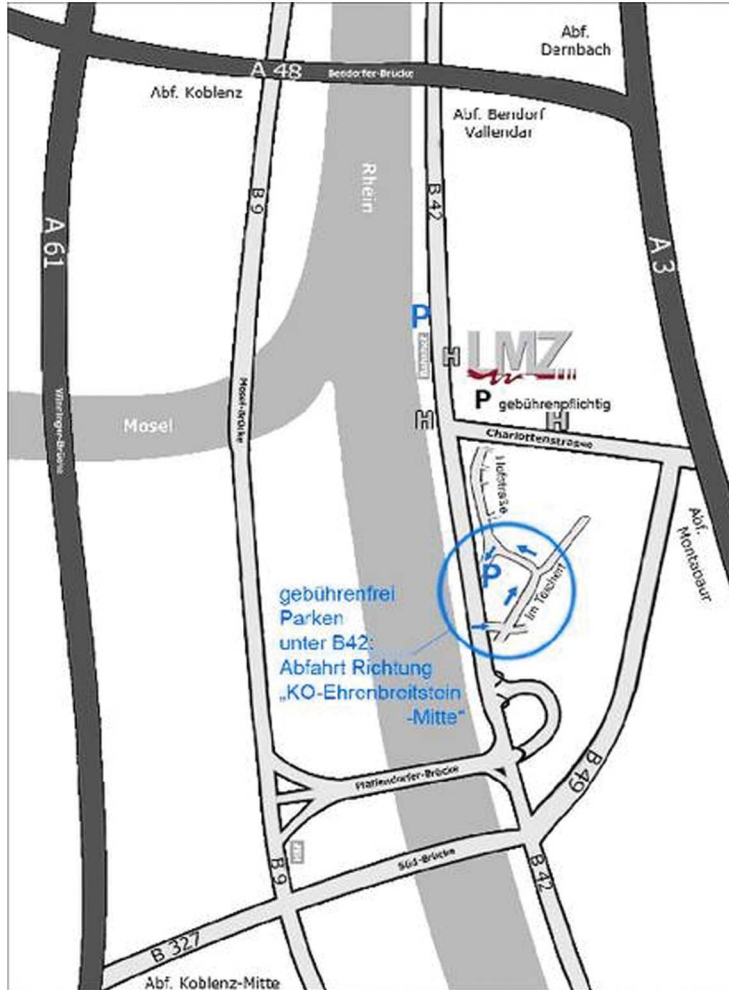 Abf.
Dernbach
A 48
Bendorfer-Brücke
Abf. Koblenz
Abf. Bendorf
Vallendar
B 9
Rhein
B 42
A 61
A 3
P
H
LMZ
P gebührenpflichtig
H
H
Mosel-Brücke
Winninger-Brücke
Mosel
Charlottenstrasse
Hofstraße
Abf.
Montabaur
P
Im Teichert
gebührenfrei
Parken
unter B42:
Abfahrt Richtung
„KO-Ehrenbreitstein
-Mitte“
Pfaffendorfer-Brücke
B 49
Süd-Brücke
B 9
B 42
B 327
Abf. Koblenz-Mitte